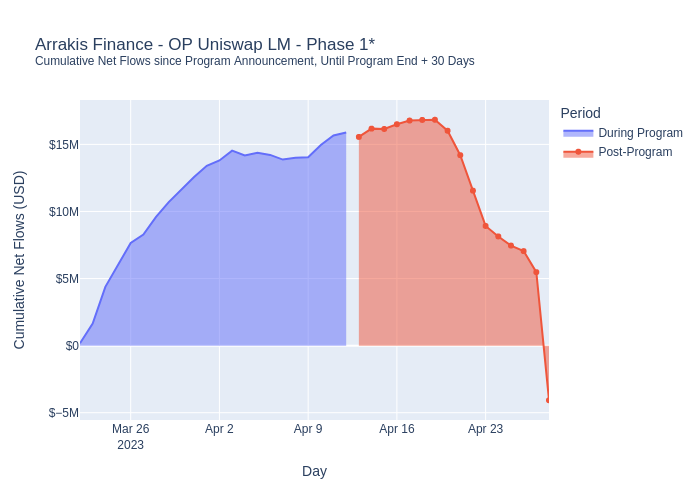 Arrakis Finance - OP Uniswap LM - Phase 1*
Cumulative Net Flows since Program Announcement, Until Program End + 30 Days
Period
During Program
Post-Program
Cumulative Net Flows (USD)
$15M
$10M
$5M
$0
$−5M
Mar 26
2023
Apr 2
Apr 9
Apr 16
Apr 23
Day